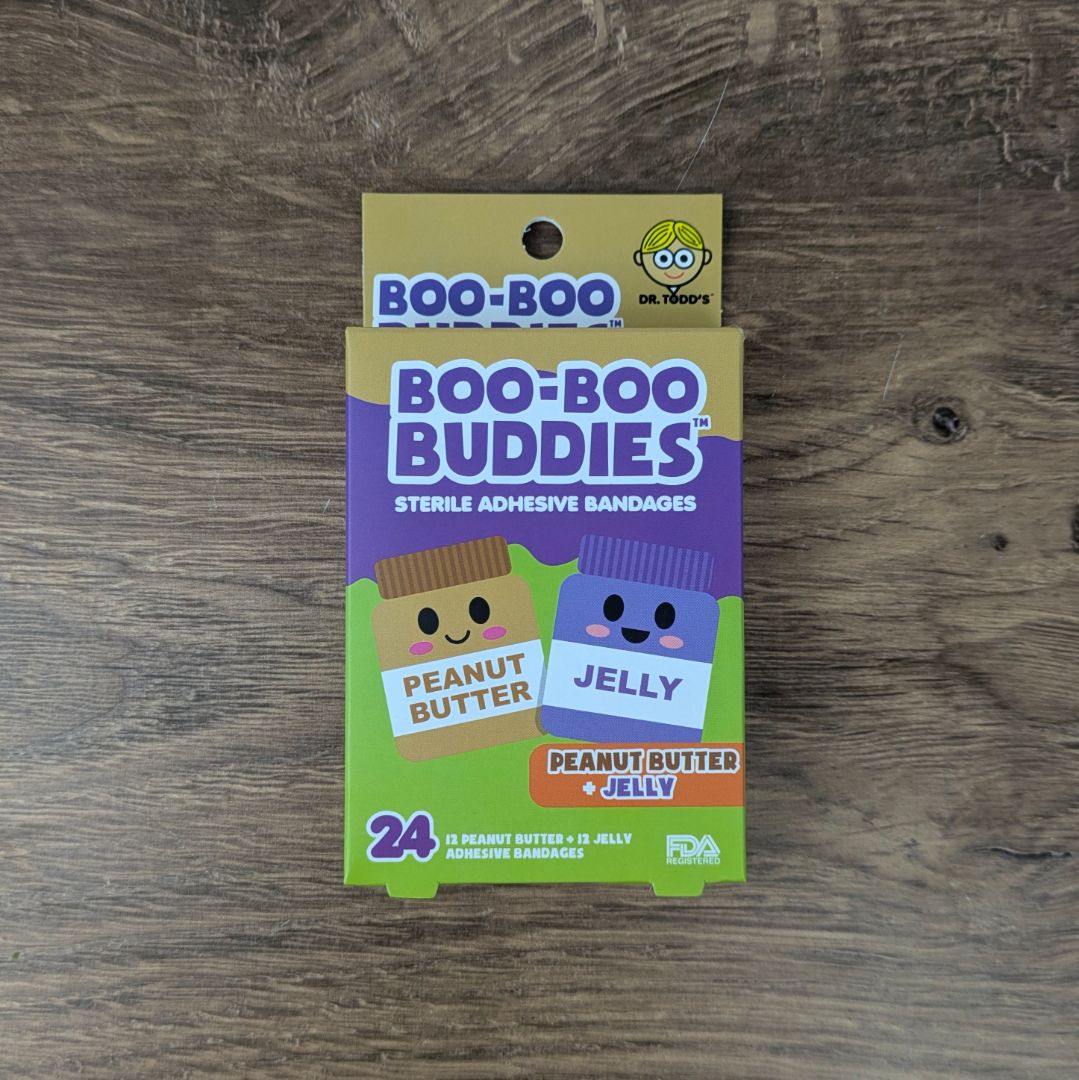 BOO-BOO
BUDDIES™
DR. TODD'S
BOO-BOO
BUDDIES™
STERILE ADHESIVE BANDAGES
PEANUT
BUTTER
JELLY
PEANUT BUTTER
+ JELLY
24
12 PEANUT BUTTER + 12 JELLY
ADHESIVE BANDAGES
FDA
REGISTERED